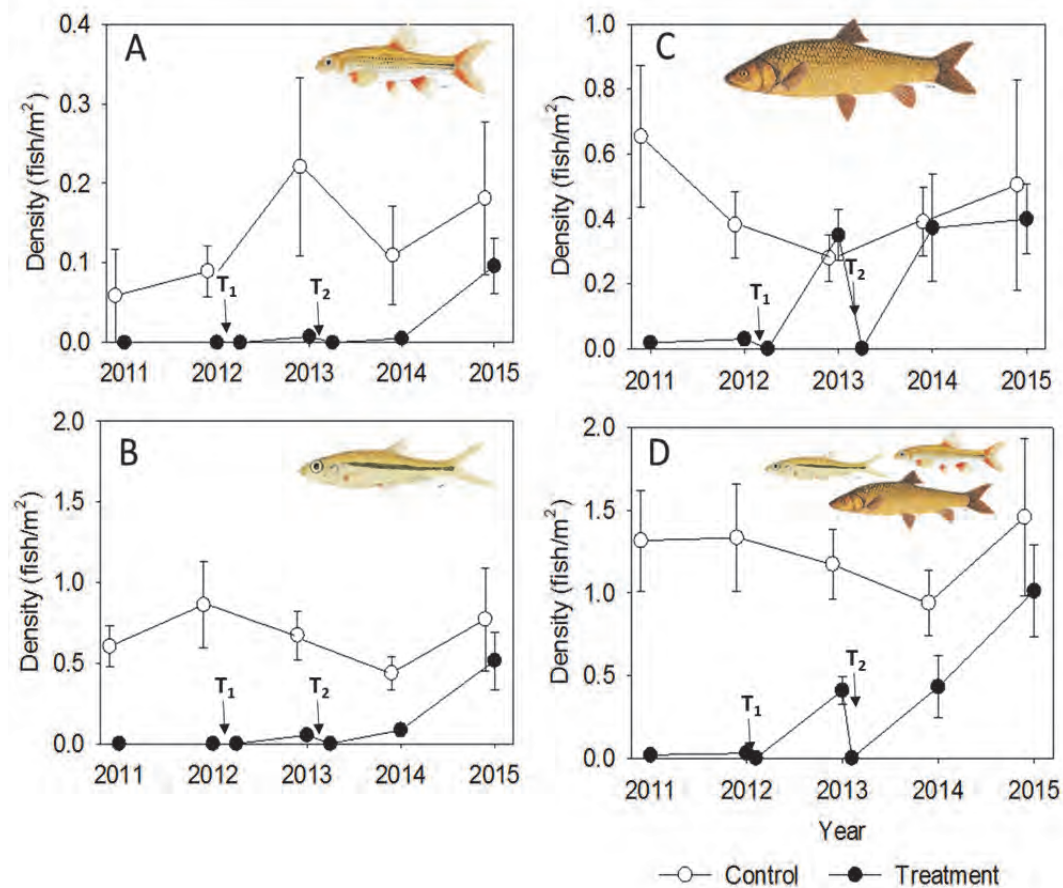 A
Density (fish/m²)
0.4
0.3
0.2
0.1
0.0
T₁
T₂
2011 2012 2013 2014 2015
C
Density (fish/m²)
1.0
0.8
0.6
0.4
0.2
0.0
T₁
T₂
2011 2012 2013 2014 2015
B
Density (fish/m²)
2.0
1.5
1.0
0.5
0.0
T₁
T₂
2011 2012 2013 2014 2015
D
Density (fish/m²)
2.0
1.5
1.0
0.5
0.0
T₁
T₂
2011 2012 2013 2014 2015
Year
Control Treatment